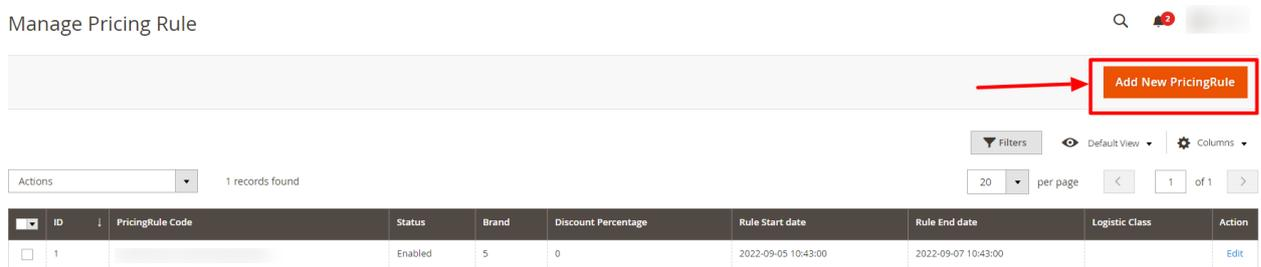 Manage Pricing Rule
2
Add New PricingRule
Filters
Default View
Columns
Actions
1 records found
20
per page
1
of 1
ID ↓ PricingRule Code Status Brand Discount Percentage Rule Start date Rule End date Logistic Class Action
1 Enabled 5 0 2022-09-05 10:43:00 2022-09-07 10:43:00 Edit